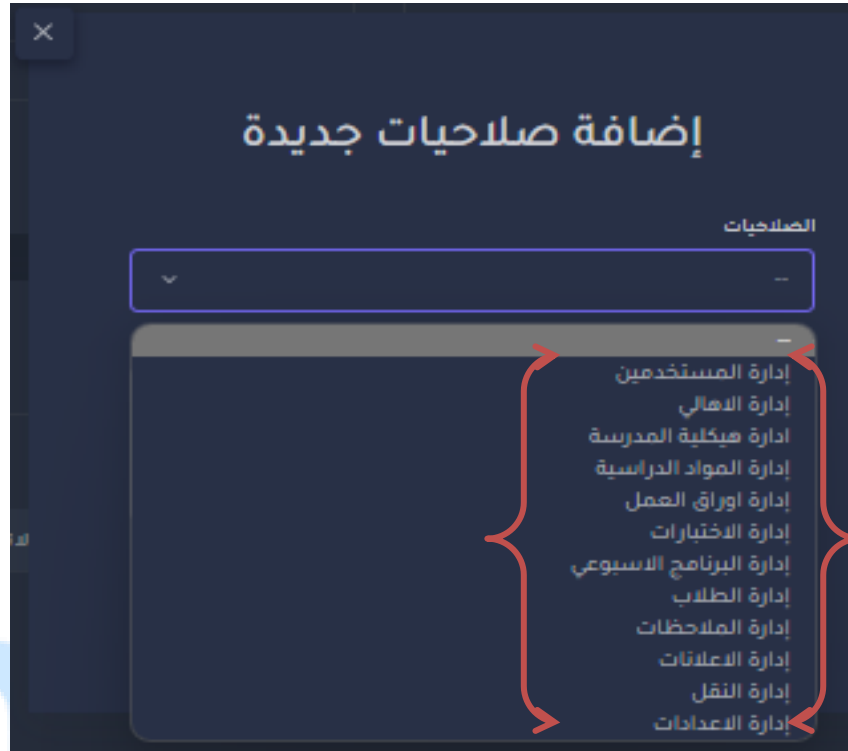 إضافة صلاحيات جديدة
الصلاحيات
--
--
إدارة المستخدمين
إدارة الاهالي
ادارة هيكلية المدرسة
إدارة المواد الدراسية
إدارة اوراق العمل
إدارة الاختبارات
إدارة البرنامج الاسبوعي
إدارة الطلاب
إدارة الملاحظات
إدارة الاعلانات
إدارة النقل
إدارة الاعدادات